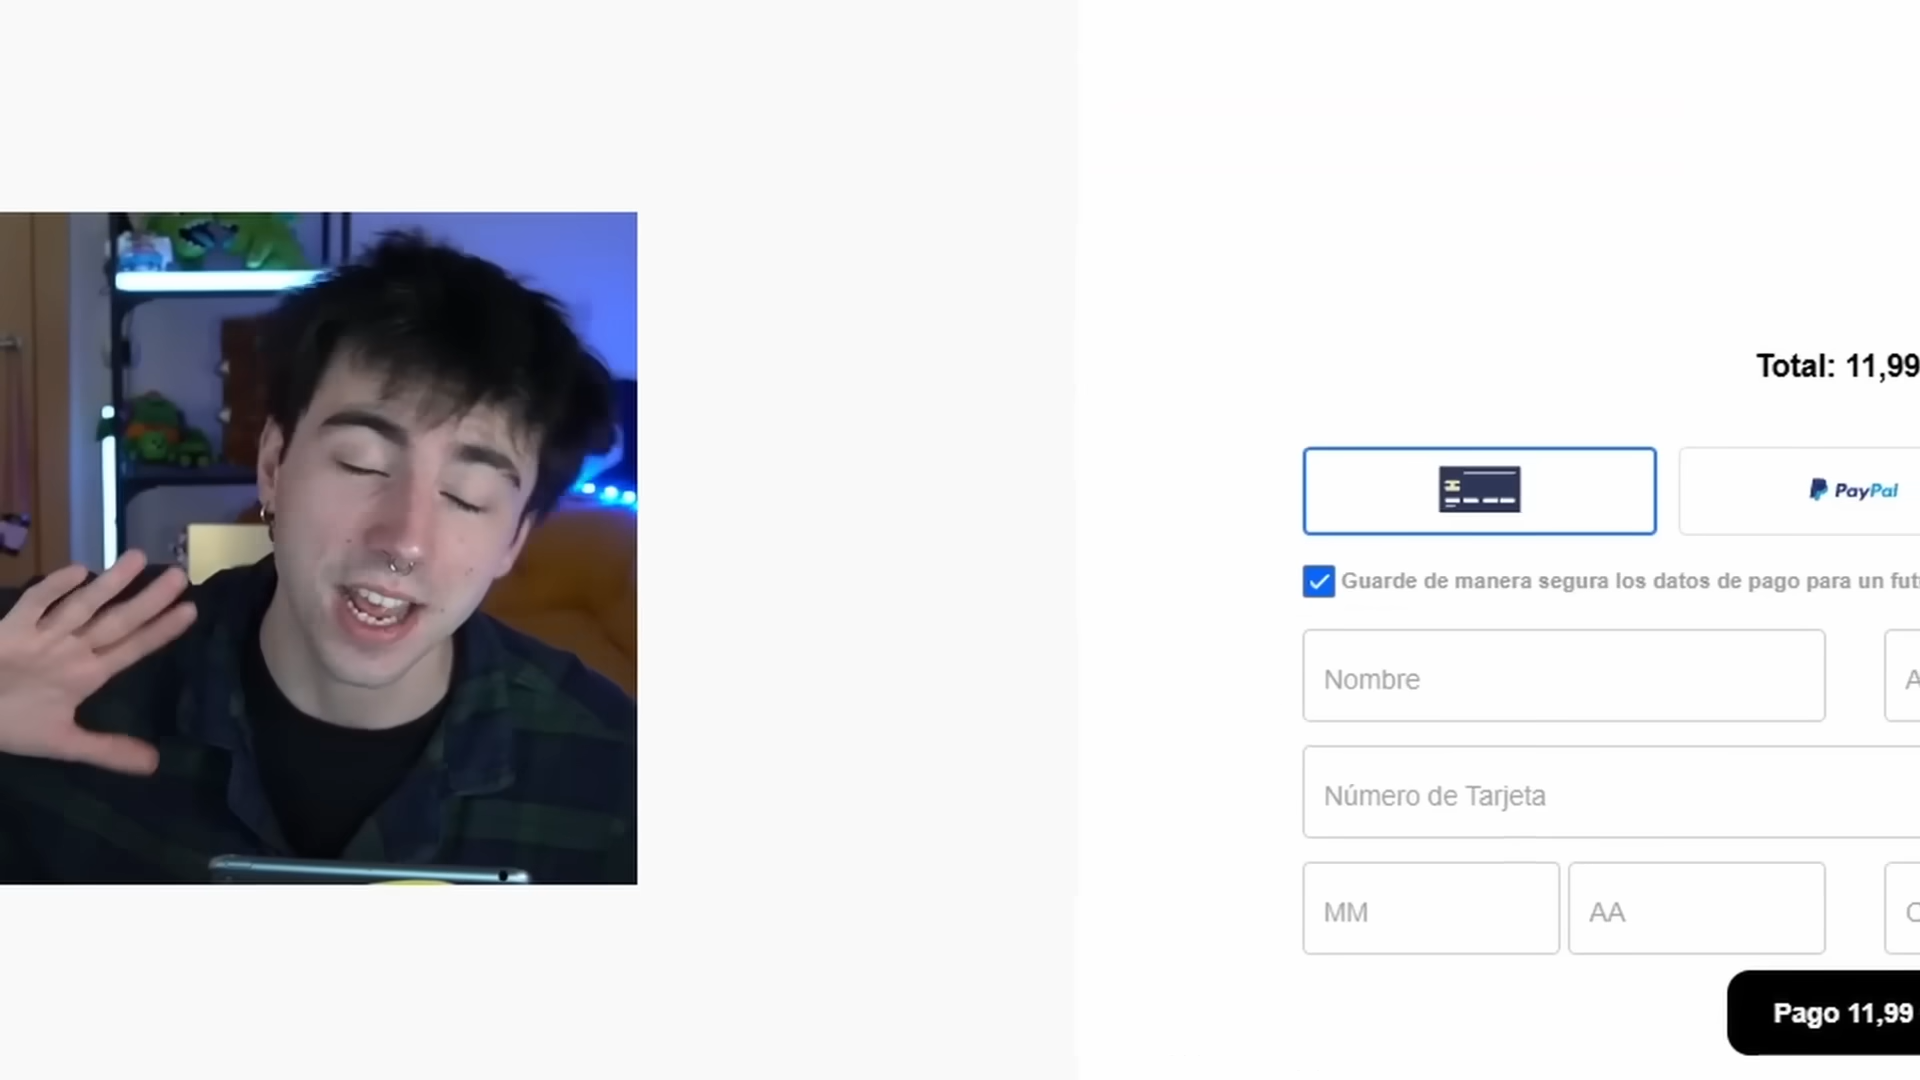 Total: 11,99
PayPal
Guarde de manera segura los datos de pago para un fut
Nombre
A
Número de Tarjeta
MM
AA
C
Pago 11,99